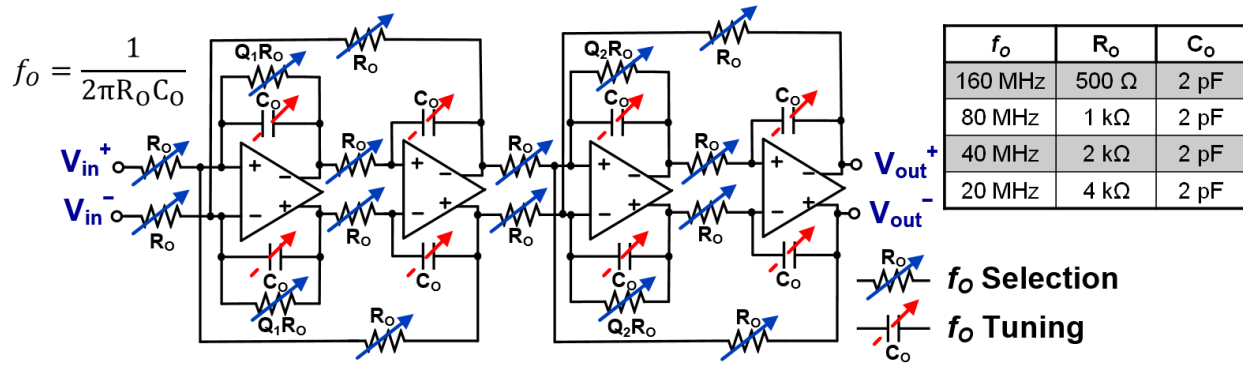 f_O = 1 / 2πR_OC_O
R_O
R_O
Q₁R_O
Q₂R_O
C_O
C_O
C_O
C_O
V_in⁺
R_O
R_O
R_O
R_O
+
−
+
−
+
−
+
−
V_out⁺
V_in⁻
−
+
−
+
−
+
−
+
V_out⁻
R_O
R_O
R_O
R_O
C_O
C_O
C_O
C_O
Q₁R_O
Q₂R_O
R_O
R_O
f_O R_O C_O
160 MHz 500 Ω 2 pF
80 MHz 1 kΩ 2 pF
40 MHz 2 kΩ 2 pF
20 MHz 4 kΩ 2 pF
R_O f_O Selection
C_O f_O Tuning